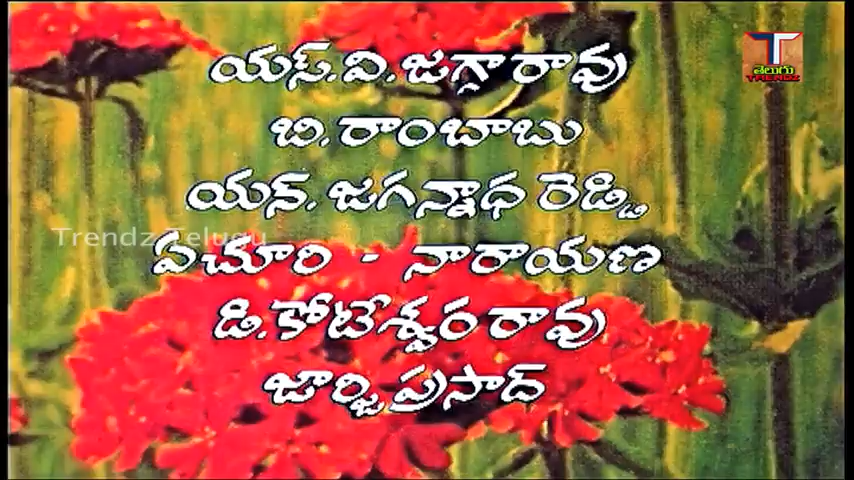 యస్.వి.జగ్గారావు
బి.రాంబాబు
యన్.జగన్నాధ రెడ్డి
Trendz Telugu
ఏచూరి - నారాయణ
డి.కోటేశ్వర రావు
జార్జిప్రసాద్
T
తెలుగు
TRENDZ